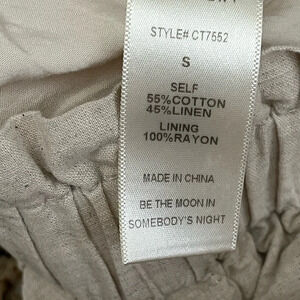 STYLE# CT7552
S
SELF
55%COTTON
45%LINEN
LINING
100%RAYON
MADE IN CHINA
BE THE MOON IN
SOMEBODY'S NIGHT